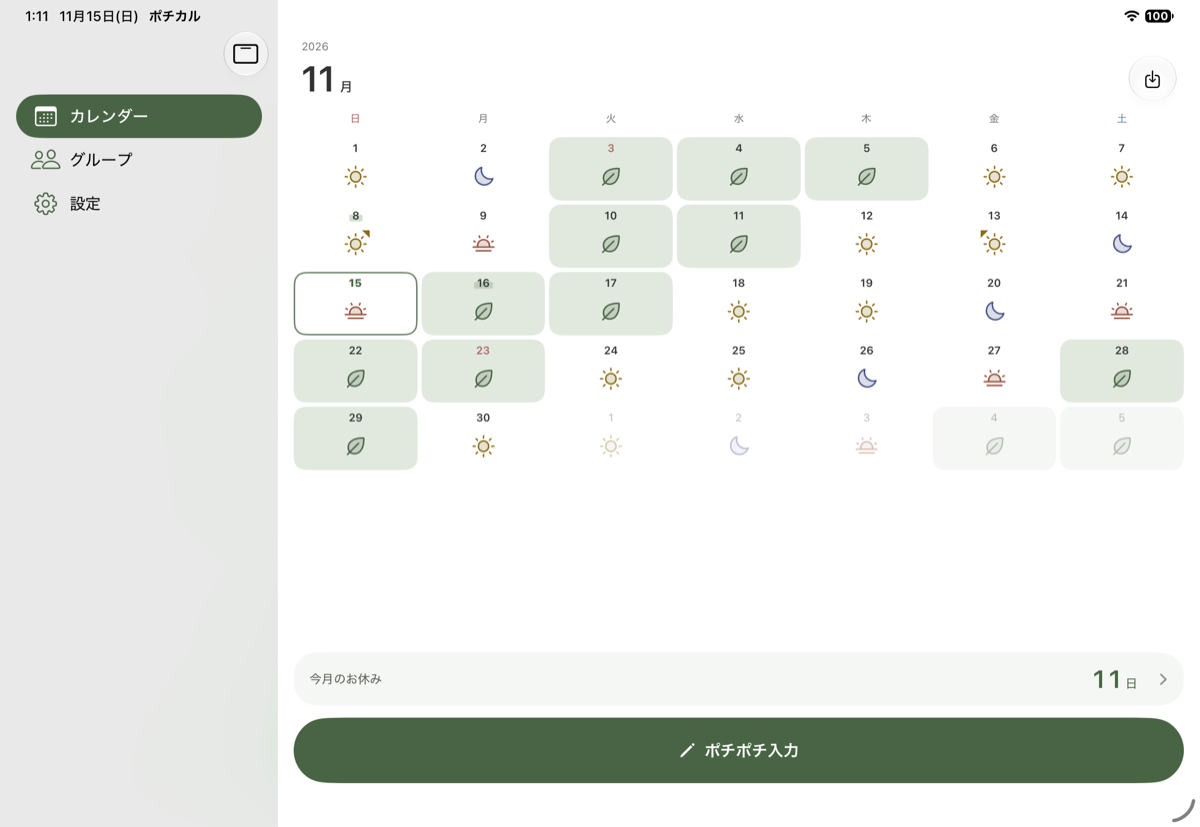 1:11 11月15日(日) ポチカル
100
カレンダー
グループ
設定
2026
11月
日 月 火 水 木 金 土
1 2 3 4 5 6 7
8 9 10 11 12 13 14
15 16 17 18 19 20 21
22 23 24 25 26 27 28
29 30 1 2 3 4 5
今月のお休み 11日
ポチポチ入力